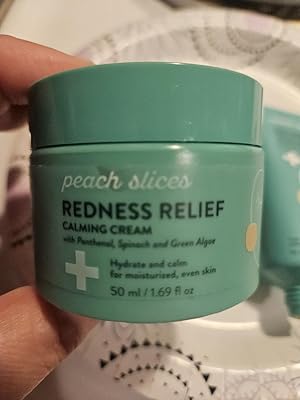 peach slices
REDNESS RELIEF
CALMING CREAM
with Panthenol, Spinach and Green Algae
Hydrate and calm
for moisturized, even skin
50 ml / 1.69 fl oz